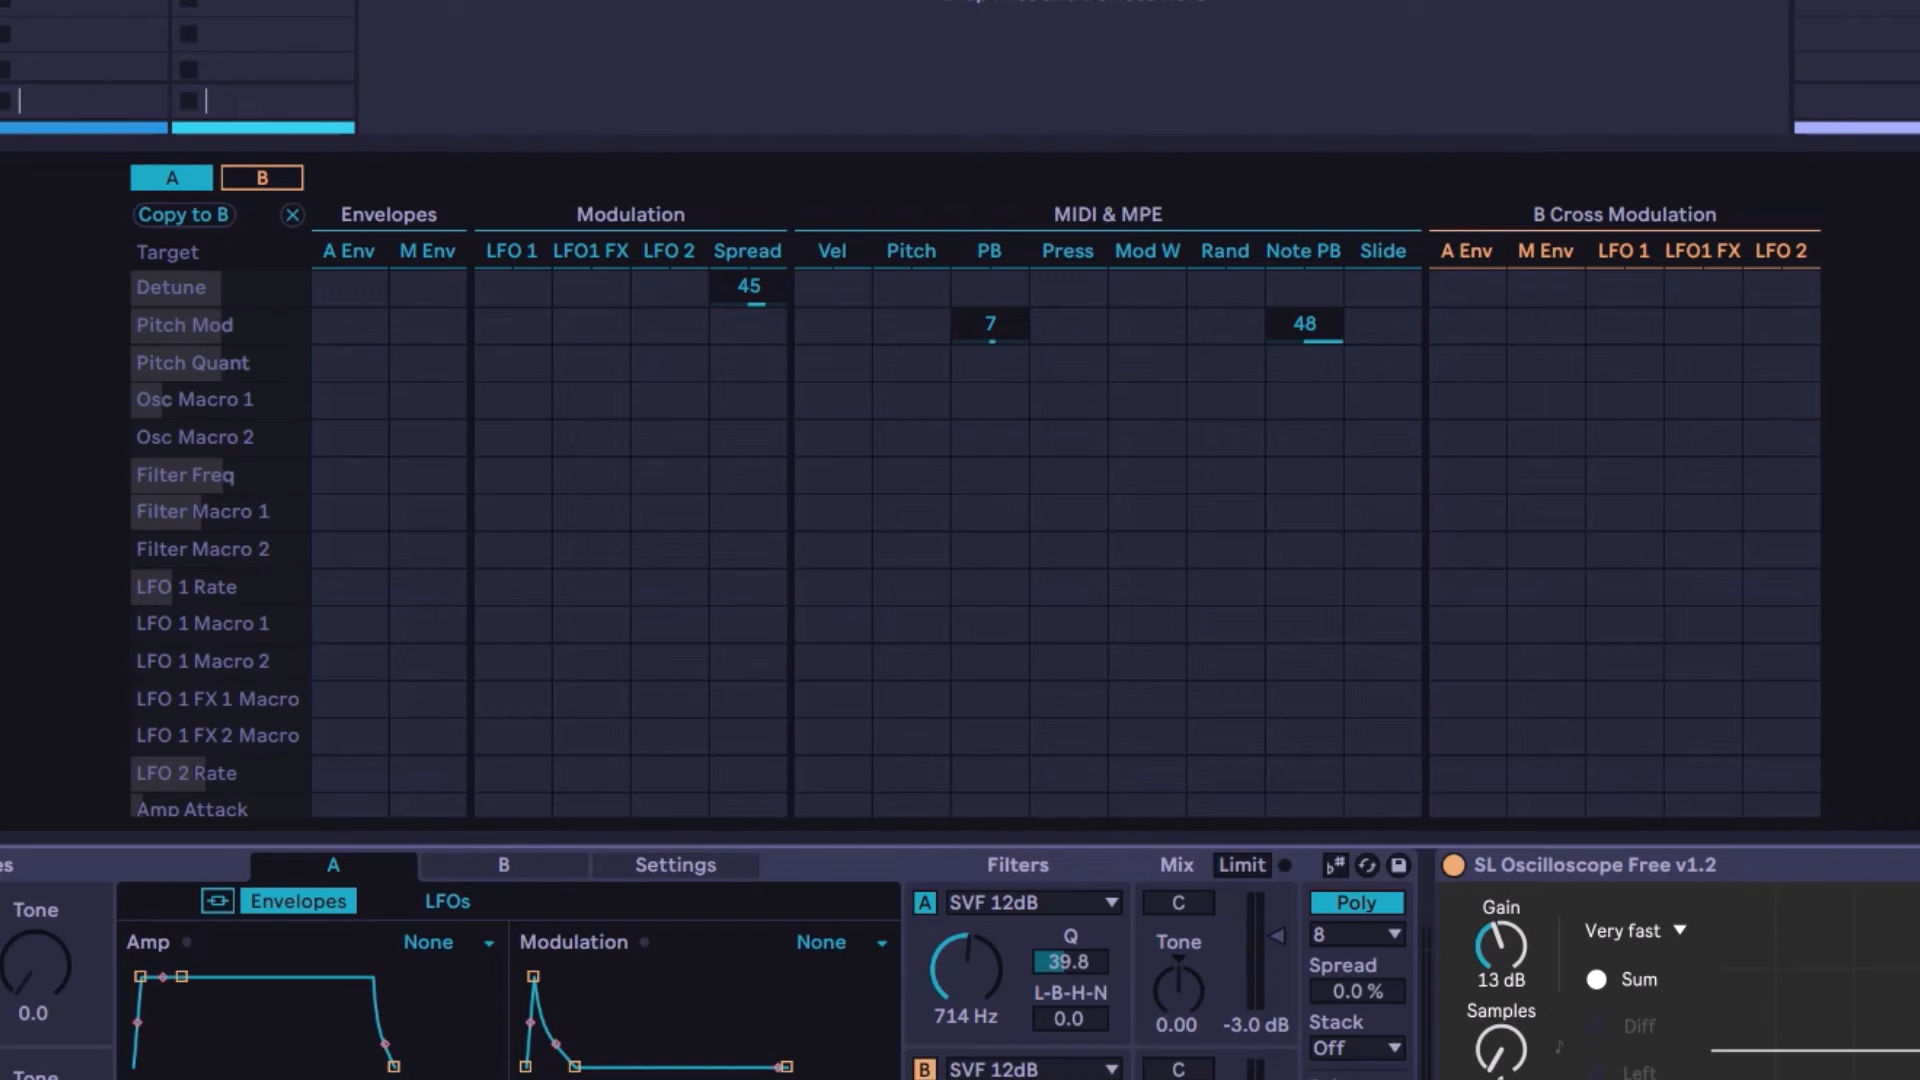 A B
Copy to B Envelopes Modulation MIDI & MPE B Cross Modulation
Target A Env M Env LFO 1 LFO1 FX LFO 2 Spread Vel Pitch PB Press Mod W Rand Note PB Slide A Env M Env LFO 1 LFO1 FX LFO 2
Detune 45
Pitch Mod 7 48
Pitch Quant
Osc Macro 1
Osc Macro 2
Filter Freq
Filter Macro 1
Filter Macro 2
LFO 1 Rate
LFO 1 Macro 1
LFO 1 Macro 2
LFO 1 FX 1 Macro
LFO 1 FX 2 Macro
LFO 2 Rate
Amp Attack
A B Settings Filters Mix Limit SL Oscilloscope Free v1.2
Envelopes LFOs A SVF 12dB C Poly
Tone Amp None Modulation None Q Tone 8 Gain Very fast
39.8 Spread
0.0 714 Hz L-B-H-N 0.0 % 13 dB Sum
0.0 0.00 -3.0 dB Stack Samples Diff
Off
Tone B SVF 12dB C Left